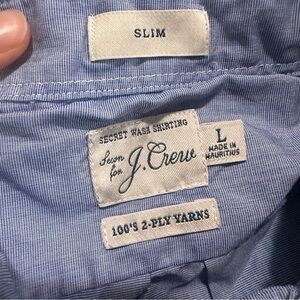 SLIM
SECRET WASH SHIRTING
Sewn for J.Crew
L
MADE IN
MAURITIUS
100'S 2-PLY YARNS